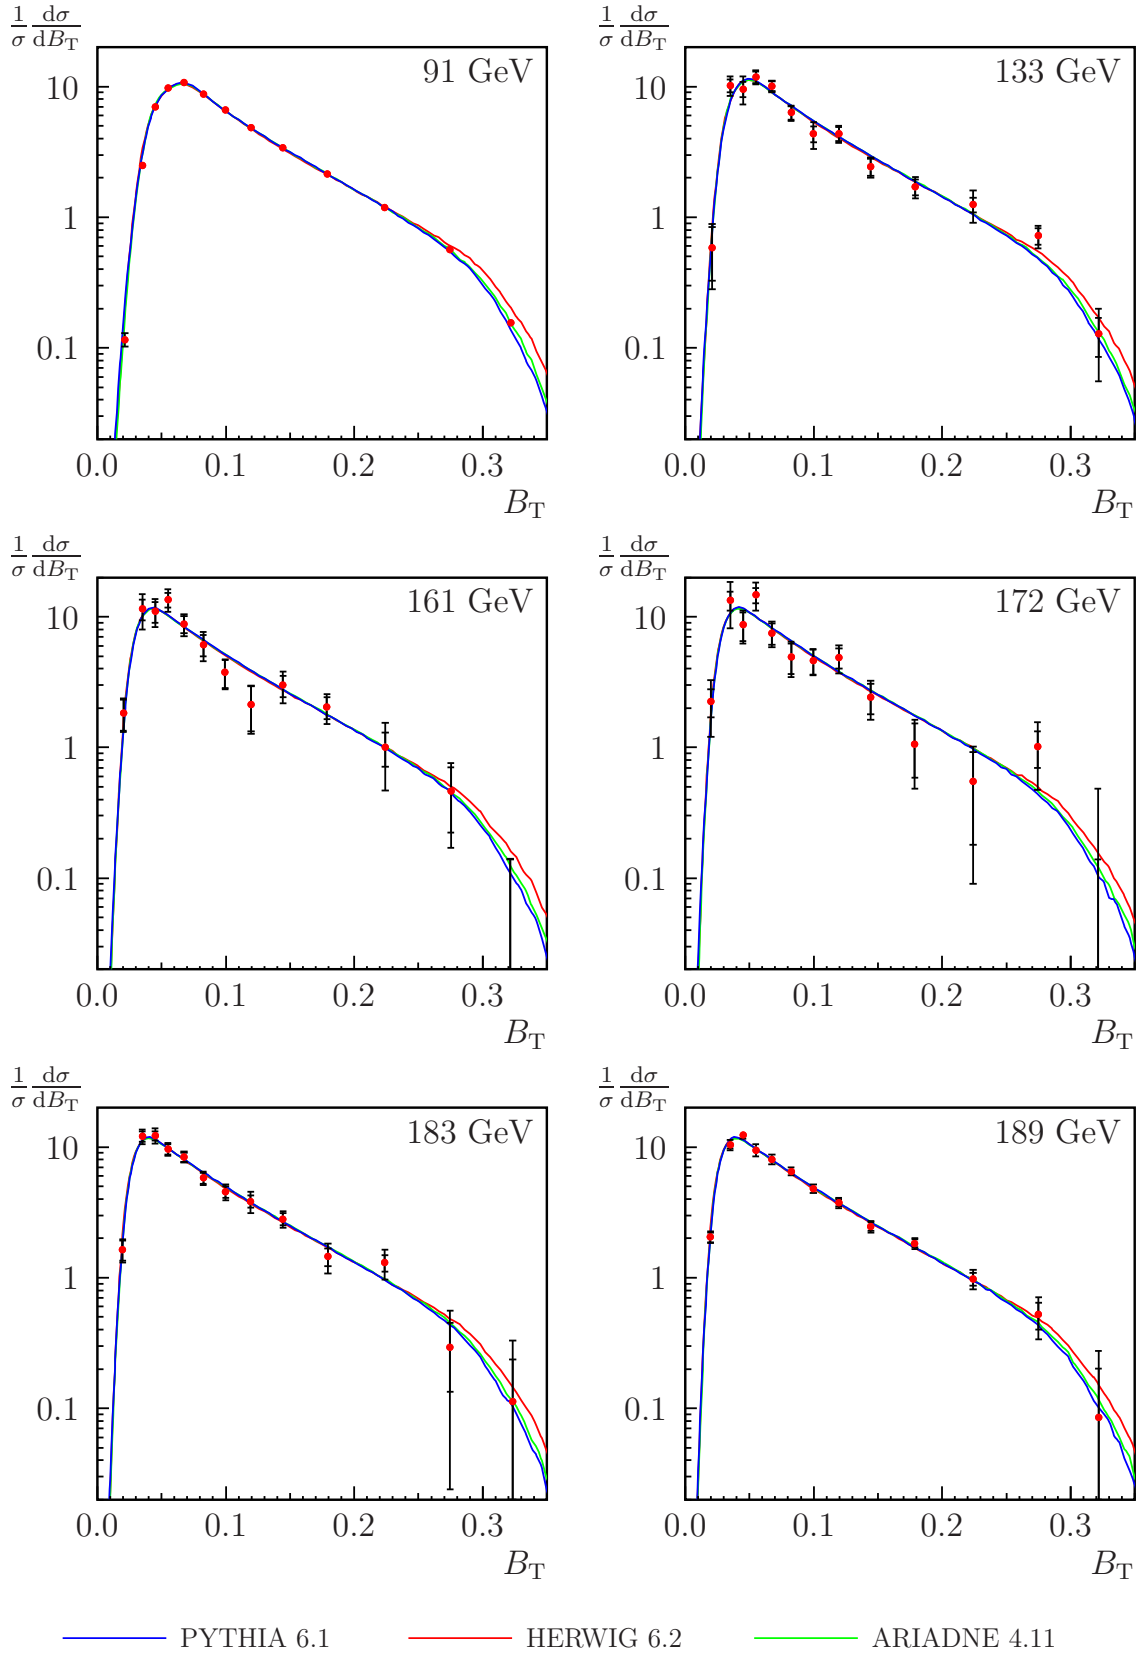 1/σ dσ/dB_T 1/σ dσ/dB_T
91 GeV 133 GeV
10 10
1 1
0.1 0.1
0.0 0.1 0.2 0.3 0.0 0.1 0.2 0.3
B_T B_T
1/σ dσ/dB_T 1/σ dσ/dB_T
161 GeV 172 GeV
10 10
1 1
0.1 0.1
0.0 0.1 0.2 0.3 0.0 0.1 0.2 0.3
B_T B_T
1/σ dσ/dB_T 1/σ dσ/dB_T
183 GeV 189 GeV
10 10
1 1
0.1 0.1
0.0 0.1 0.2 0.3 0.0 0.1 0.2 0.3
B_T B_T
PYTHIA 6.1 HERWIG 6.2 ARIADNE 4.11